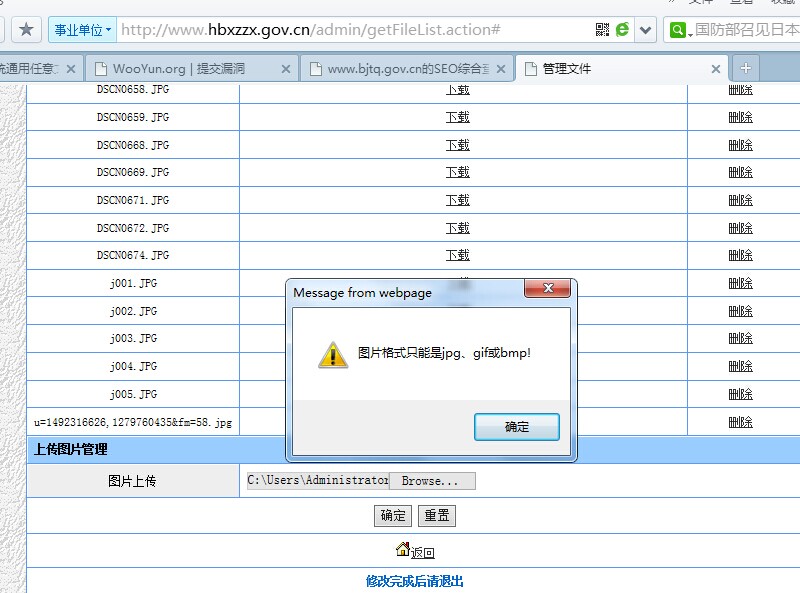 事业单位 http://www.hbxzzx.gov.cn/admin/getFileList.action# 国防部召见日本
统通用任意 WooYun.org | 提交漏洞 www.bjtq.gov.cn的SEO综合查 管理文件
DSCN0658.JPG 下载 删除
DSCN0659.JPG 下载 删除
DSCN0668.JPG 下载 删除
DSCN0669.JPG 下载 删除
DSCN0671.JPG 下载 删除
DSCN0672.JPG 下载 删除
DSCN0674.JPG 下载 删除
j001.JPG 删除
j002.JPG 删除
j003.JPG 删除
j004.JPG 删除
j005.JPG 删除
u=1492316626,1279760435&fm=58.jpg 删除
Message from webpage
图片格式只能是jpg、gif或bmp!
确定
上传图片管理
图片上传 C:\Users\Administrator Browse...
确定 重置
返回
修改完成后请退出